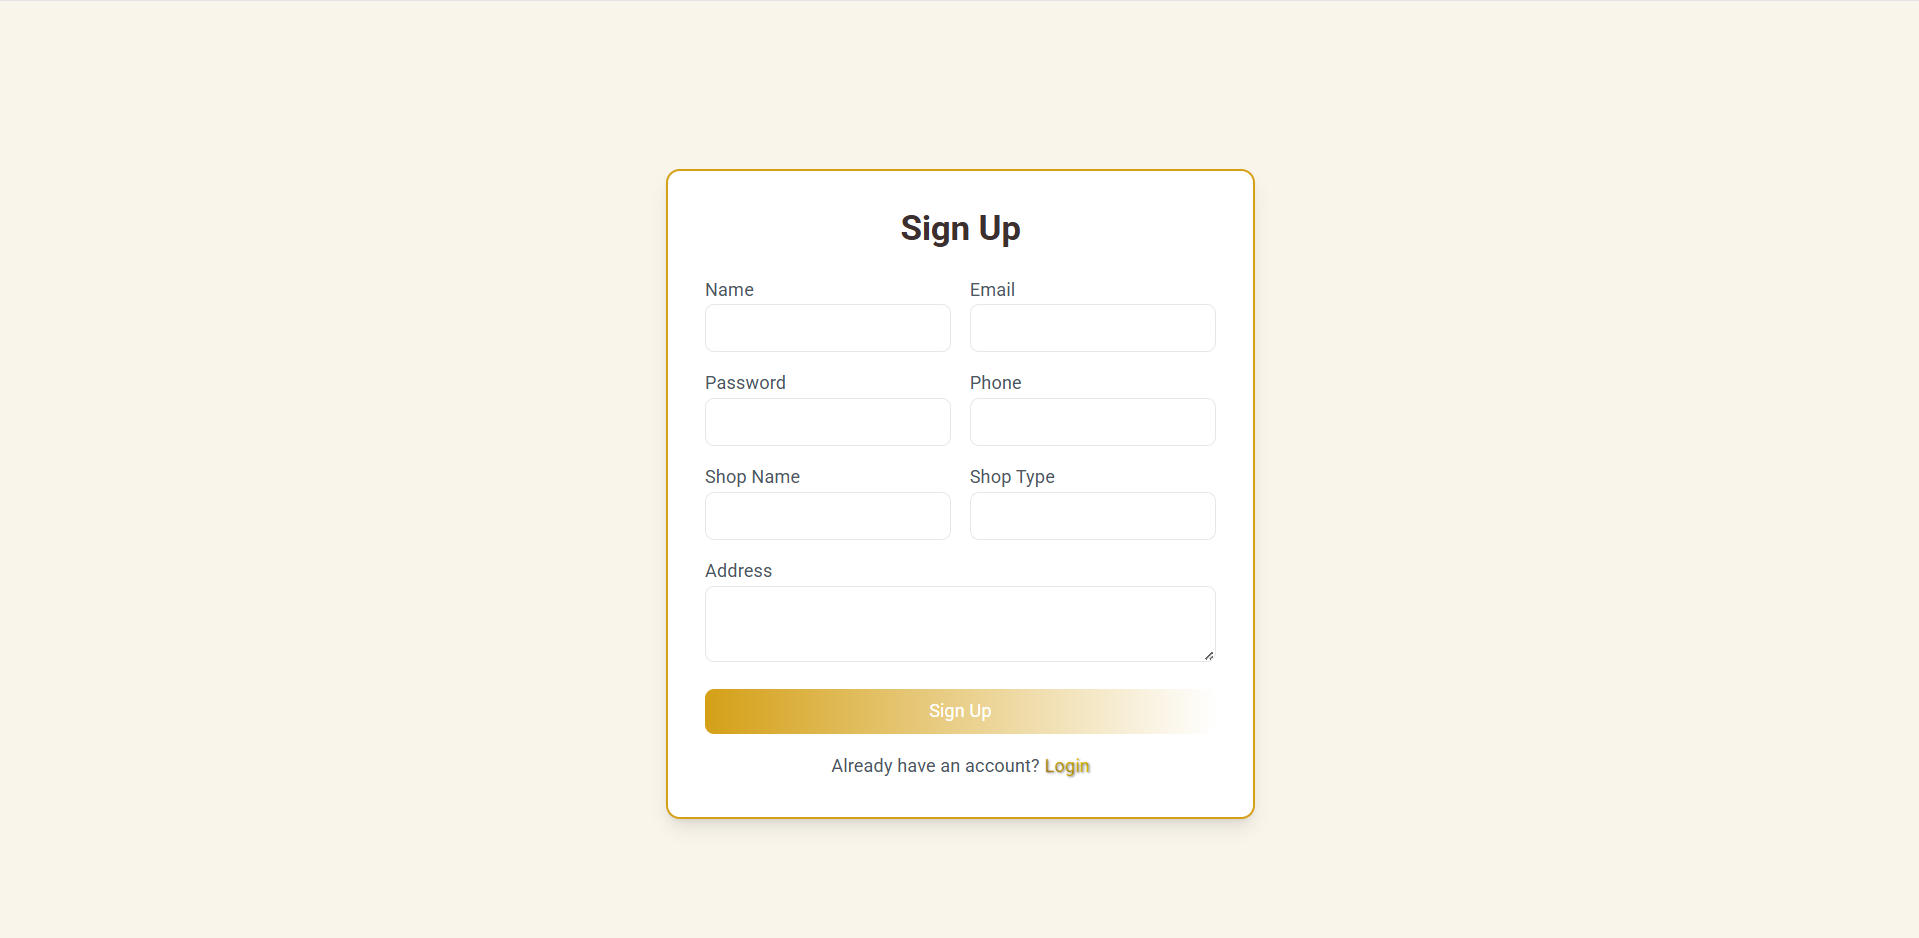 Sign Up
Name
Email
Password
Phone
Shop Name
Shop Type
Address
Sign Up
Already have an account? Login